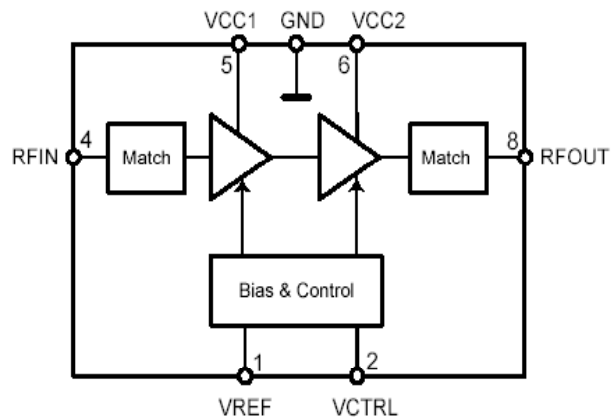 VCC1 GND VCC2
5 6
4 8
RFIN Match Match RFOUT
Bias & Control
1 2
VREF VCTRL